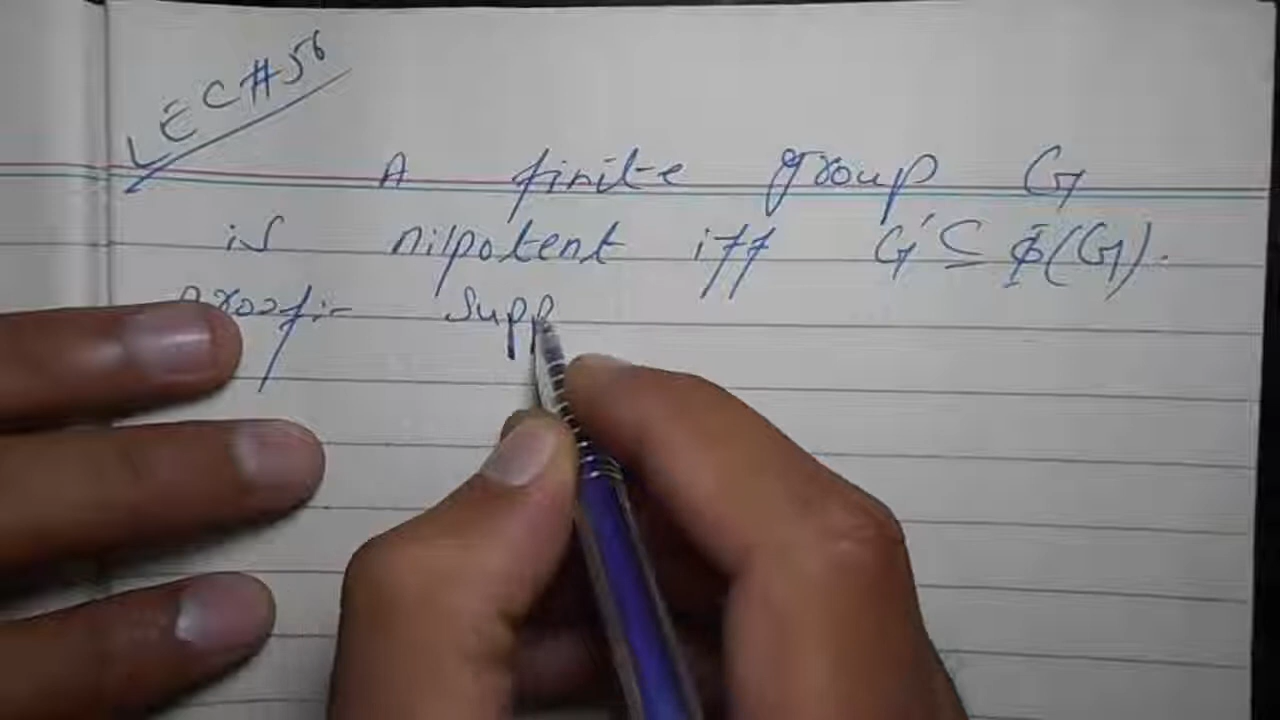 LEC#56
A finite group G
is nilpotent iff G' ⊆ Φ(G).
proof:- Supp